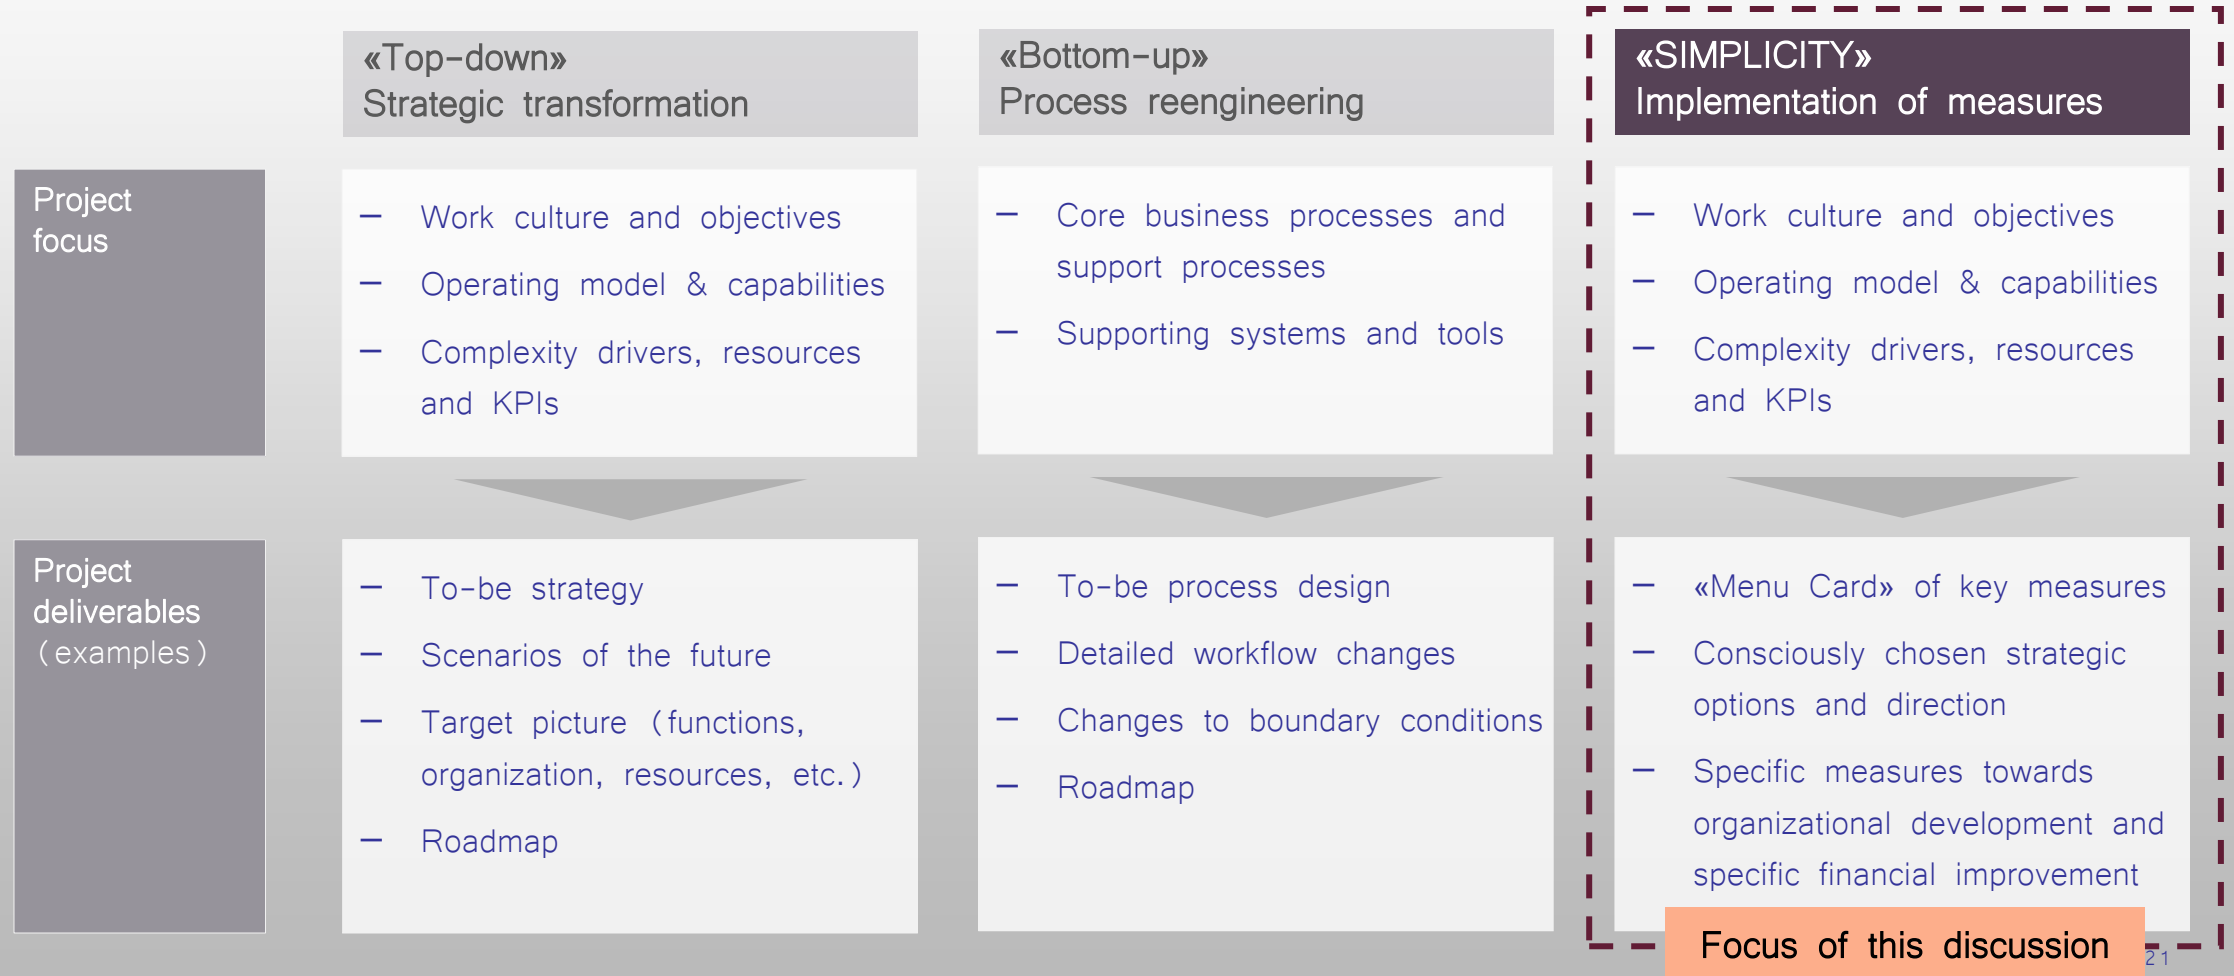 «Top-down»
Strategic transformation
«Bottom-up»
Process reengineering
«SIMPLICITY»
Implementation of measures
Project
focus
– Work culture and objectives
– Operating model & capabilities
– Complexity drivers, resources
and KPIs
– Core business processes and
support processes
– Supporting systems and tools
– Work culture and objectives
– Operating model & capabilities
– Complexity drivers, resources
and KPIs
Project
deliverables
(examples)
– To-be strategy
– Scenarios of the future
– Target picture (functions,
organization, resources, etc.)
– Roadmap
– To-be process design
– Detailed workflow changes
– Changes to boundary conditions
– Roadmap
– «Menu Card» of key measures
– Consciously chosen strategic
options and direction
– Specific measures towards
organizational development and
specific financial improvement
Focus of this discussion
21